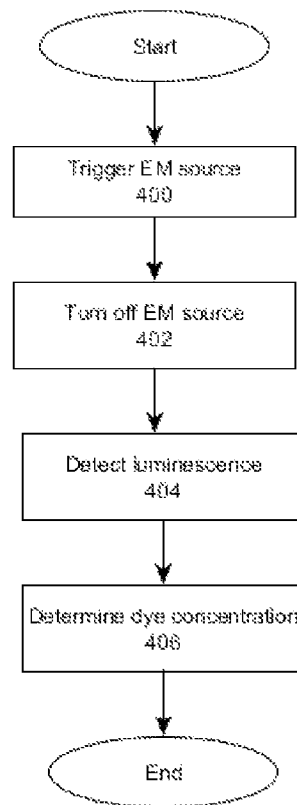 Start
Trigger EM source
400
Turn off EM source
402
Detect luminescence
404
Determine dye concentration
406
End